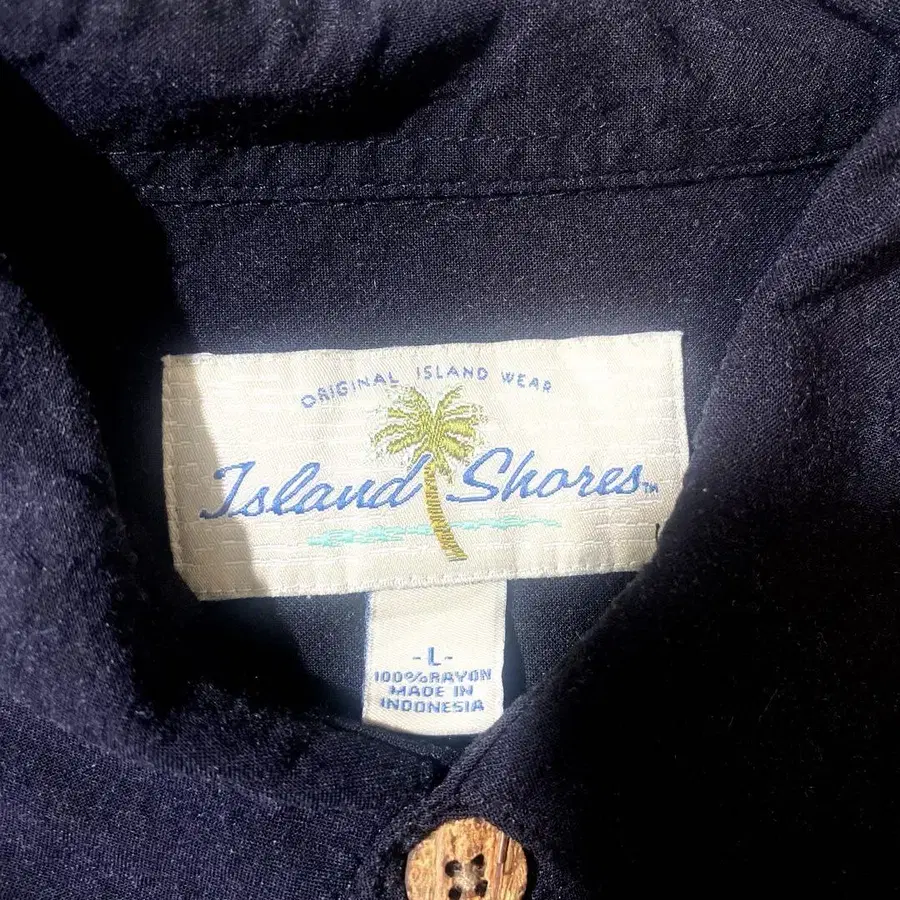 ORIGINAL ISLAND WEAR
Island Shores™
-L-
100% RAYON
MADE IN
INDONESIA